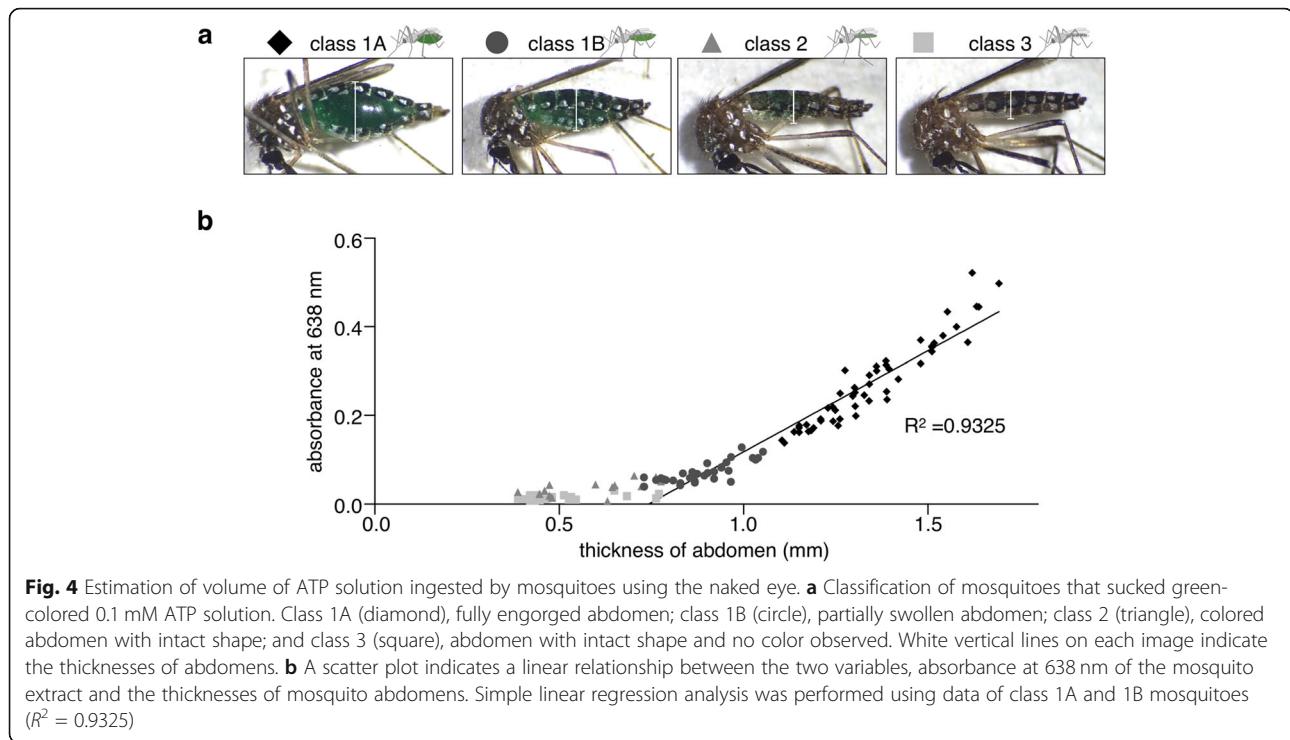 a
class 1A
class 1B
class 2
class 3
b
0.6
0.4
0.2
0.0
absorbance at 638 nm
R² =0.9325
0.0
0.5
1.0
1.5
thickness of abdomen (mm)
Fig. 4 Estimation of volume of ATP solution ingested by mosquitoes using the naked eye. a Classification of mosquitoes that sucked green-
colored 0.1 mM ATP solution. Class 1A (diamond), fully engorged abdomen; class 1B (circle), partially swollen abdomen; class 2 (triangle), colored
abdomen with intact shape; and class 3 (square), abdomen with intact shape and no color observed. White vertical lines on each image indicate
the thicknesses of abdomens. b A scatter plot indicates a linear relationship between the two variables, absorbance at 638 nm of the mosquito
extract and the thicknesses of mosquito abdomens. Simple linear regression analysis was performed using data of class 1A and 1B mosquitoes
(R² = 0.9325)